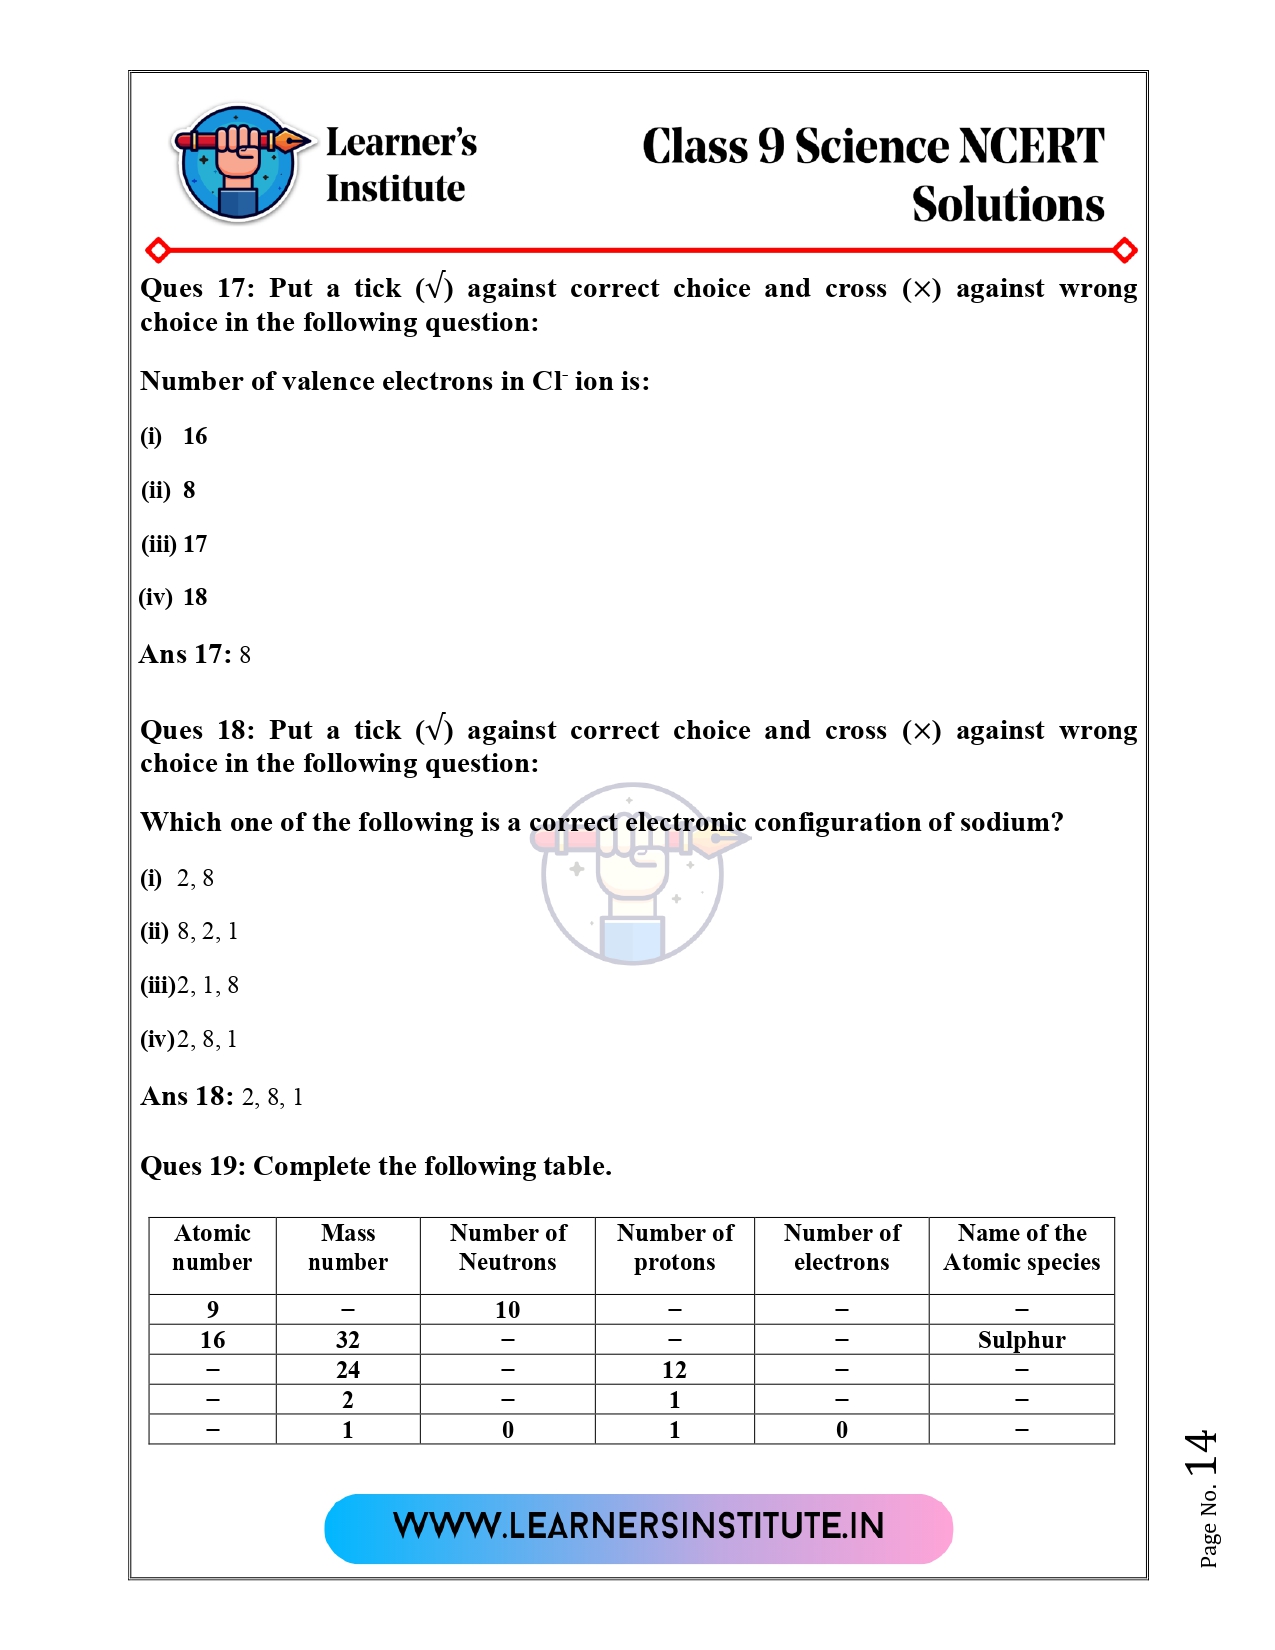 Learner's
Institute
Class 9 Science NCERT
Solutions
Ques 17: Put a tick (√) against correct choice and cross (×) against wrong
choice in the following question:
Number of valence electrons in Cl⁻ ion is:
(i) 16
(ii) 8
(iii) 17
(iv) 18
Ans 17: 8
Ques 18: Put a tick (√) against correct choice and cross (×) against wrong
choice in the following question:
Which one of the following is a correct electronic configuration of sodium?
(i) 2, 8
(ii) 8, 2, 1
(iii)2, 1, 8
(iv)2, 8, 1
Ans 18: 2, 8, 1
Ques 19: Complete the following table.
Atomic number | Mass number | Number of Neutrons | Number of protons | Number of electrons | Name of the Atomic species
9 | – | 10 | – | – | –
16 | 32 | – | – | – | Sulphur
– | 24 | – | 12 | – | –
– | 2 | – | 1 | – | –
– | 1 | 0 | 1 | 0 | –
WWW.LEARNERSINSTITUTE.IN
Page No. 14